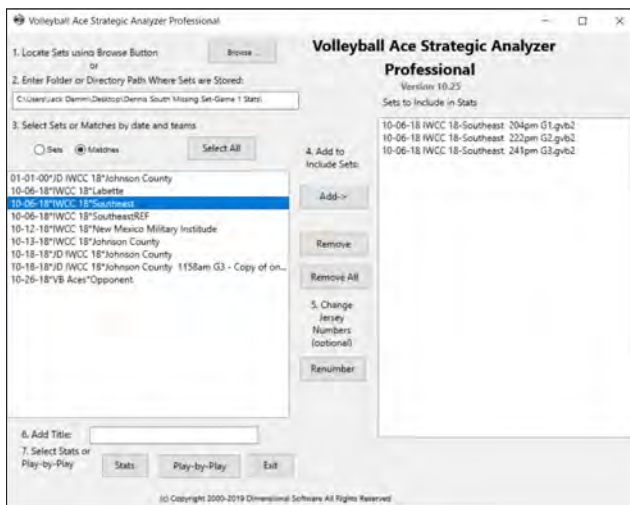 Volleyball Ace Strategic Analyzer Professional
1. Locate Sets using Browse Button
Browse ...
or
2. Enter Folder or Directory Path Where Sets are Stored:
C:\Users\Jack Damm\Desktop\Dennis South Missing Set-Game 1 Stats\
3. Select Sets or Matches by date and teams
Sets
Matches
Select All
01-01-00*JD IWCC 18*Johnson County
10-06-18*IWCC 18*Labette
10-06-18*IWCC 18*Southeast
10-06-18*IWCC 18*SoutheastREF
10-12-18*IWCC 18*New Mexico Military Institude
10-13-18*IWCC 18*Johnson County
10-18-18*JD IWCC 18*Johnson County
10-18-18*JD IWCC 18*Johnson County 1158am G3 - Copy of on...
10-26-18*VB Aces*Opponent
4. Add to
Include Sets:
Add->
Remove
Remove All
5. Change
Jersey
Numbers
(optional)
Renumber
Volleyball Ace Strategic Analyzer
Professional
Version 10.25
Sets to Include in Stats
10-06-18 IWCC 18-Southeast 204pm G1.gvb2
10-06-18 IWCC 18-Southeast 222pm G2.gvb2
10-06-18 IWCC 18-Southeast 241pm G3.gvb2
6. Add Title:
7. Select Stats or
Play-by-Play
Stats
Play-by-Play
Exit
(c) Copyright 2000-2019 Dimensional Software All Rights Reserved